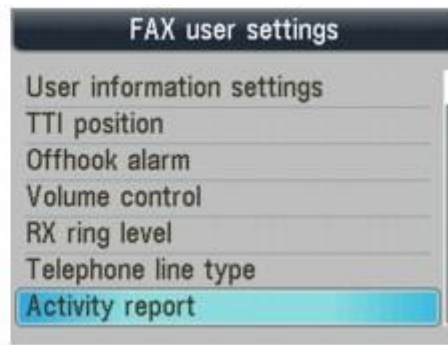 FAX user settings
User information settings
TTI position
Offhook alarm
Volume control
RX ring level
Telephone line type
Activity report